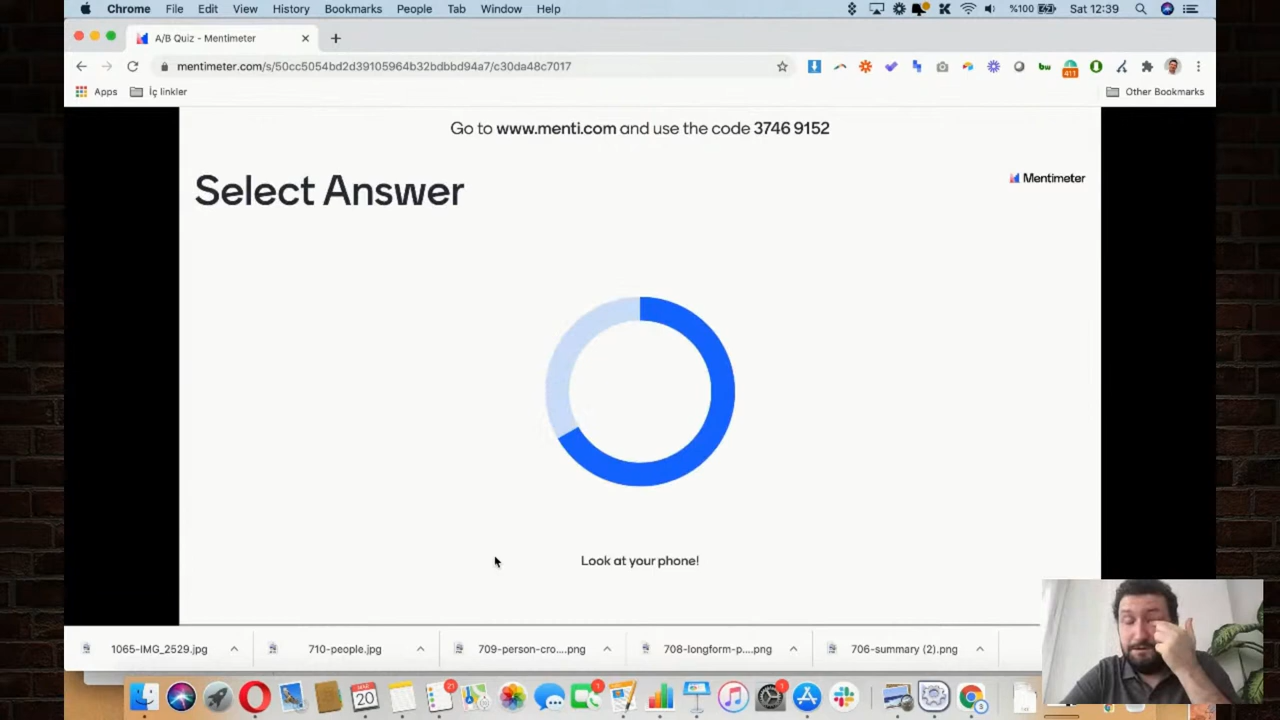 Chrome File Edit View History Bookmarks People Tab Window Help %100 Sat 12:39
A/B Quiz - Mentimeter
mentimeter.com/s/50cc5054bd2d39105964b32bdbbd94a7/c30da48c7017
411
Apps İç linkler Other Bookmarks
Go to www.menti.com and use the code 3746 9152
Select Answer
Mentimeter
Look at your phone!
1065-IMG_2529.jpg 710-people.jpg 709-person-cro....png 708-longform-p....png 706-summary (2).png
20